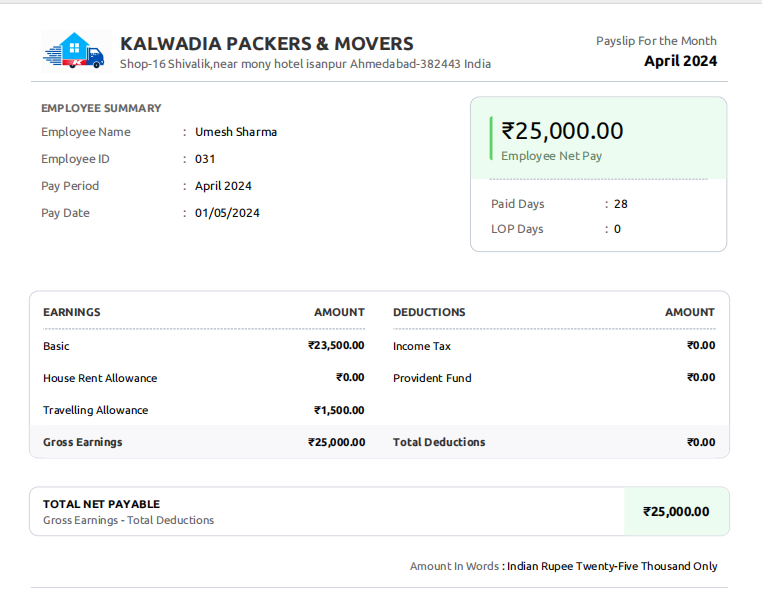 KALWADIA PACKERS & MOVERS
Shop-16 Shivalik,near mony hotel isanpur Ahmedabad-382443 India
Payslip For the Month
April 2024
EMPLOYEE SUMMARY
Employee Name : Umesh Sharma
Employee ID : 031
Pay Period : April 2024
Pay Date : 01/05/2024
₹25,000.00
Employee Net Pay
Paid Days : 28
LOP Days : 0
EARNINGS AMOUNT DEDUCTIONS AMOUNT
Basic ₹23,500.00 Income Tax ₹0.00
House Rent Allowance ₹0.00 Provident Fund ₹0.00
Travelling Allowance ₹1,500.00
Gross Earnings ₹25,000.00 Total Deductions ₹0.00
TOTAL NET PAYABLE
Gross Earnings - Total Deductions
₹25,000.00
Amount In Words : Indian Rupee Twenty-Five Thousand Only